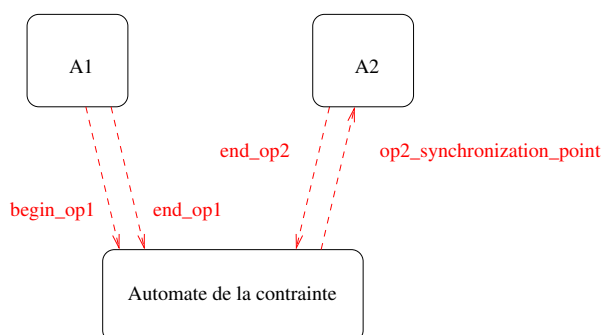 A1
A2
end_op2
op2_synchronization_point
begin_op1
end_op1
Automate de la contrainte